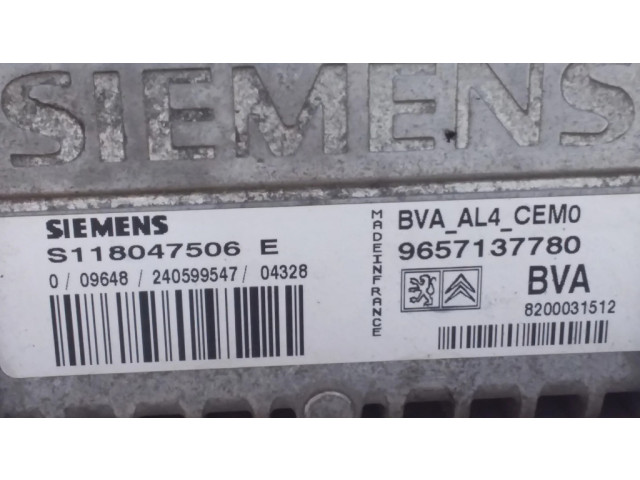 SIEMENS
SIEMENS
S118047506 E
0 / 09648 / 240599547 / 04328
MADEINFRANCE
BVA_AL4_CEM0
9657137780
BVA
8200031512